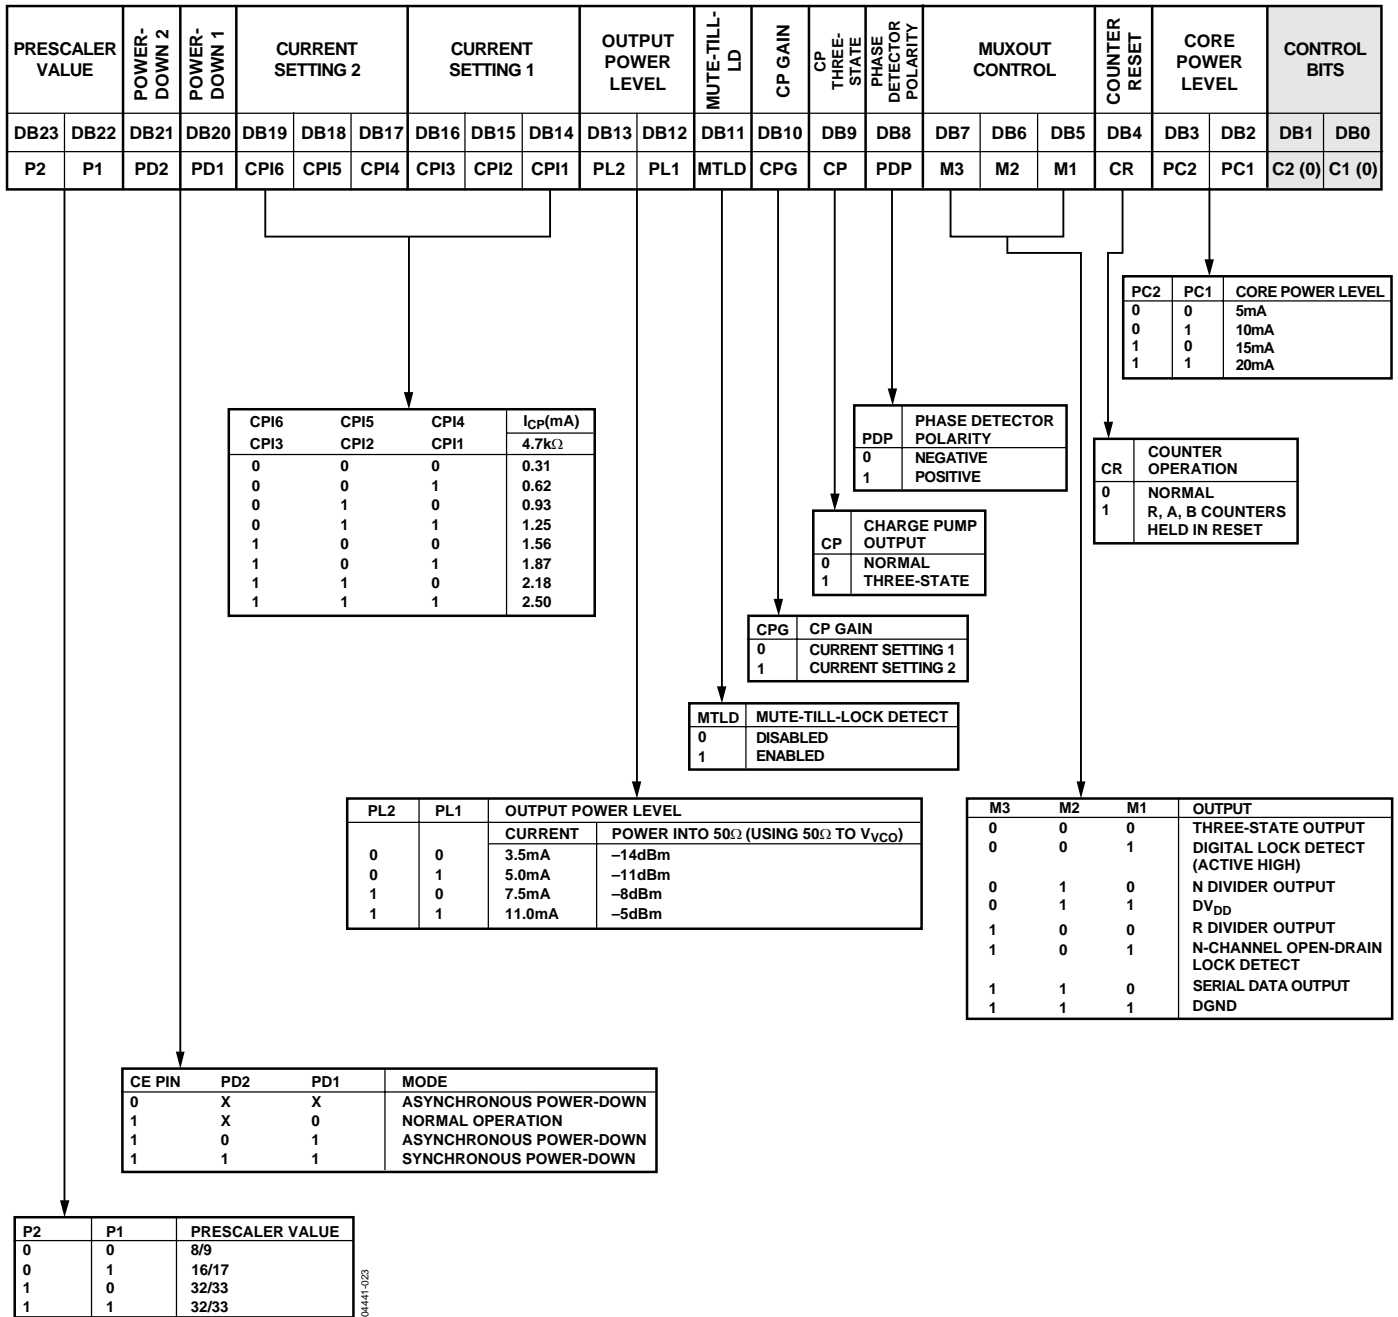 PRESCALER VALUE
POWER-DOWN 2
POWER-DOWN 1
CURRENT SETTING 2
CURRENT SETTING 1
OUTPUT POWER LEVEL
MUTE-TILL-LD
CP GAIN
CP THREE-STATE
PHASE DETECTOR POLARITY
MUXOUT CONTROL
COUNTER RESET
CORE POWER LEVEL
CONTROL BITS
DB23 DB22 DB21 DB20 DB19 DB18 DB17 DB16 DB15 DB14 DB13 DB12 DB11 DB10 DB9 DB8 DB7 DB6 DB5 DB4 DB3 DB2 DB1 DB0
P2 P1 PD2 PD1 CPI6 CPI5 CPI4 CPI3 CPI2 CPI1 PL2 PL1 MTLD CPG CP PDP M3 M2 M1 CR PC2 PC1 C2 (0) C1 (0)
PC2 PC1 CORE POWER LEVEL
0 0 5mA
0 1 10mA
1 0 15mA
1 1 20mA
CPI6 CPI5 CPI4 ICP(mA)
CPI3 CPI2 CPI1 4.7kΩ
0 0 0 0.31
0 0 1 0.62
0 1 0 0.93
0 1 1 1.25
1 0 0 1.56
1 0 1 1.87
1 1 0 2.18
1 1 1 2.50
PHASE DETECTOR
PDP POLARITY
0 NEGATIVE
1 POSITIVE
COUNTER
CR OPERATION
0 NORMAL
1 R, A, B COUNTERS
HELD IN RESET
CHARGE PUMP
CP OUTPUT
0 NORMAL
1 THREE-STATE
CPG CP GAIN
0 CURRENT SETTING 1
1 CURRENT SETTING 2
MTLD MUTE-TILL-LOCK DETECT
0 DISABLED
1 ENABLED
PL2 PL1 OUTPUT POWER LEVEL
CURRENT POWER INTO 50Ω (USING 50Ω TO VVCO)
0 0 3.5mA –14dBm
0 1 5.0mA –11dBm
1 0 7.5mA –8dBm
1 1 11.0mA –5dBm
M3 M2 M1 OUTPUT
0 0 0 THREE-STATE OUTPUT
0 0 1 DIGITAL LOCK DETECT
(ACTIVE HIGH)
0 1 0 N DIVIDER OUTPUT
0 1 1 DVDD
1 0 0 R DIVIDER OUTPUT
1 0 1 N-CHANNEL OPEN-DRAIN
LOCK DETECT
1 1 0 SERIAL DATA OUTPUT
1 1 1 DGND
CE PIN PD2 PD1 MODE
0 X X ASYNCHRONOUS POWER-DOWN
1 X 0 NORMAL OPERATION
1 0 1 ASYNCHRONOUS POWER-DOWN
1 1 1 SYNCHRONOUS POWER-DOWN
P2 P1 PRESCALER VALUE
0 0 8/9
0 1 16/17
1 0 32/33
1 1 32/33
04441-023